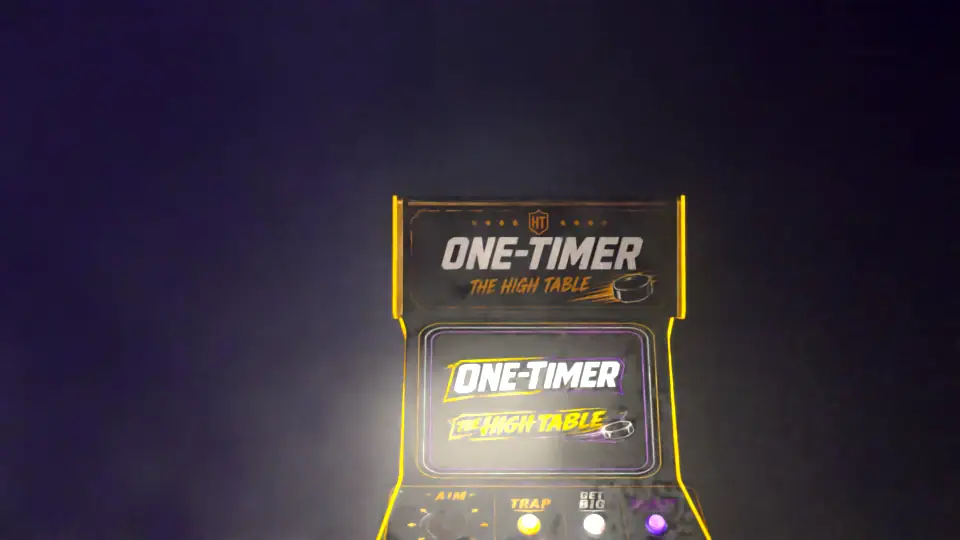 HT
ONE-TIMER
THE HIGH TABLE
ONE-TIMER
THE HIGH TABLE
AIM
TRAP
GET
BIG